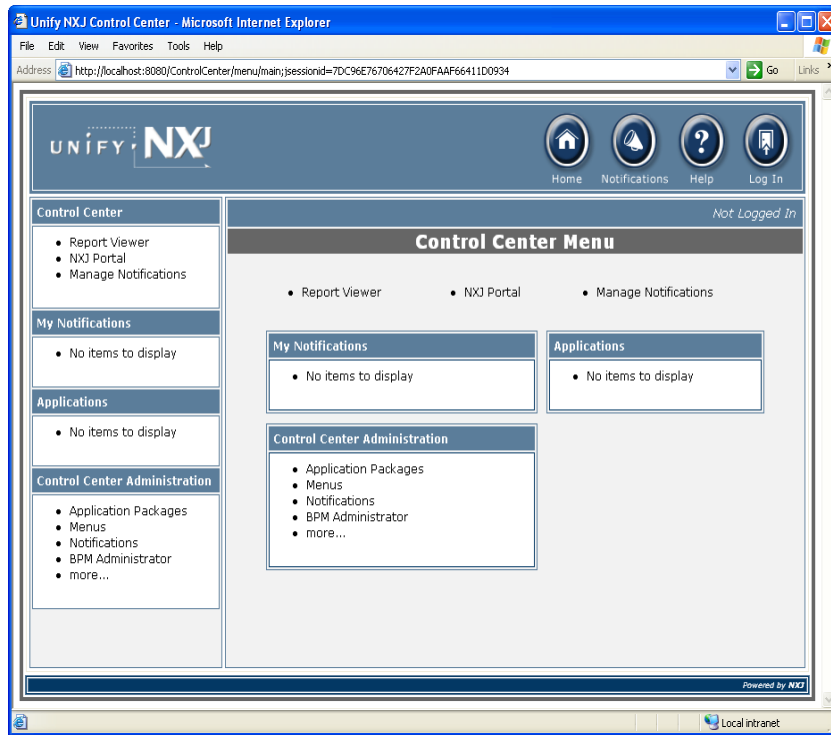 Unify NXJ Control Center - Microsoft Internet Explorer
File Edit View Favorites Tools Help
Address http://localhost:8080/ControlCenter/menu/main;jsessionid=7DC96E76706427F2A0FAAF66411D0934 Go Links
UNIFY NXJ
Home Notifications Help Log In
Control Center
• Report Viewer
• NXJ Portal
• Manage Notifications
My Notifications
• No items to display
Applications
• No items to display
Control Center Administration
• Application Packages
• Menus
• Notifications
• BPM Administrator
• more...
Not Logged In
Control Center Menu
• Report Viewer • NXJ Portal • Manage Notifications
My Notifications
• No items to display
Applications
• No items to display
Control Center Administration
• Application Packages
• Menus
• Notifications
• BPM Administrator
• more...
Powered by NXJ
Local intranet